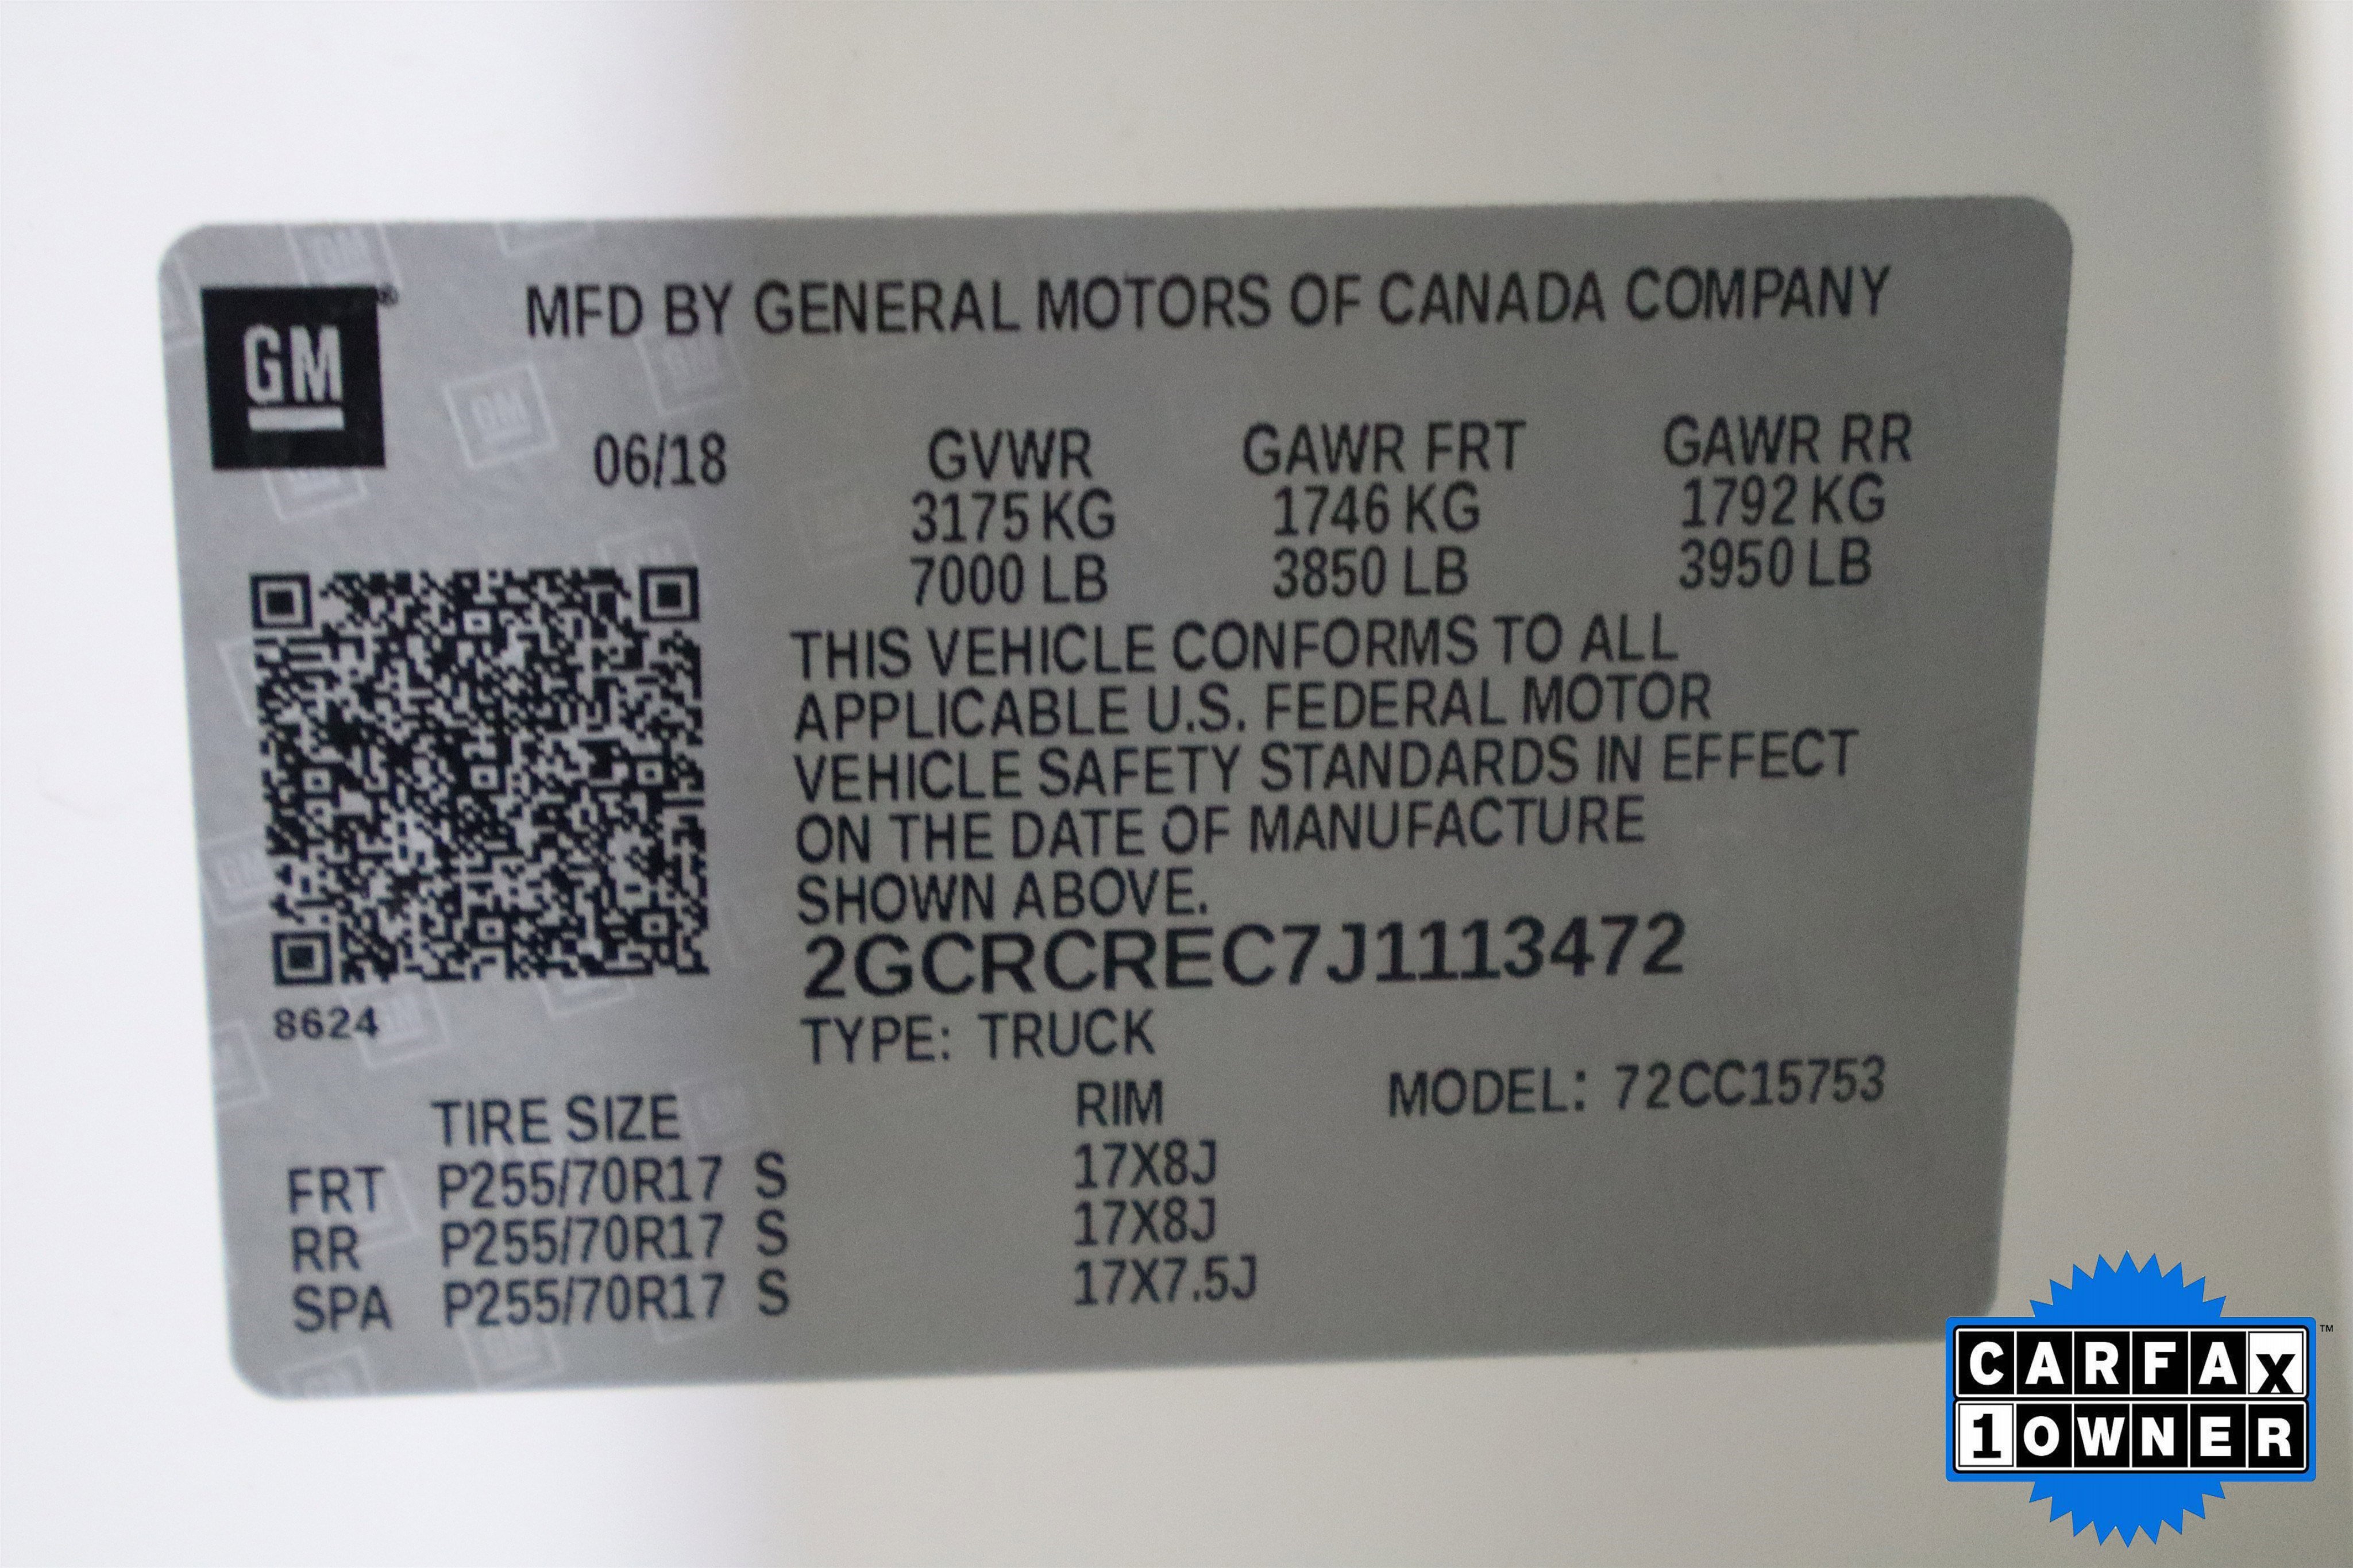 GM
MFD BY GENERAL MOTORS OF CANADA COMPANY
06/18 GVWR GAWR FRT GAWR RR
3175 KG 1746 KG 1792 KG
7000 LB 3850 LB 3950 LB
THIS VEHICLE CONFORMS TO ALL
APPLICABLE U.S. FEDERAL MOTOR
VEHICLE SAFETY STANDARDS IN EFFECT
ON THE DATE OF MANUFACTURE
SHOWN ABOVE.
2GCRCREC7J1113472
8624
TYPE: TRUCK
TIRE SIZE RIM MODEL: 72CC15753
FRT P255/70R17 S 17X8J
RR P255/70R17 S 17X8J
SPA P255/70R17 S 17X7.5J
CARFAX™
1 OWNER